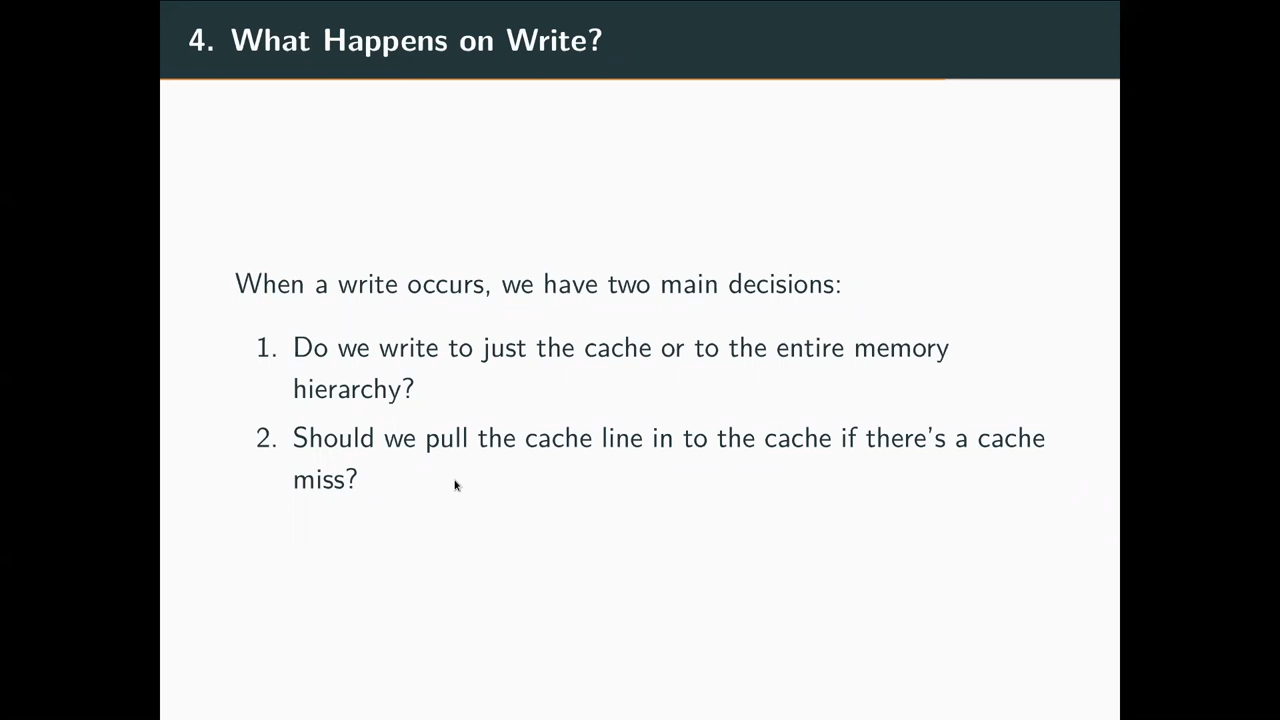 4. What Happens on Write?
When a write occurs, we have two main decisions:
1. Do we write to just the cache or to the entire memory
hierarchy?
2. Should we pull the cache line in to the cache if there's a cache
miss?